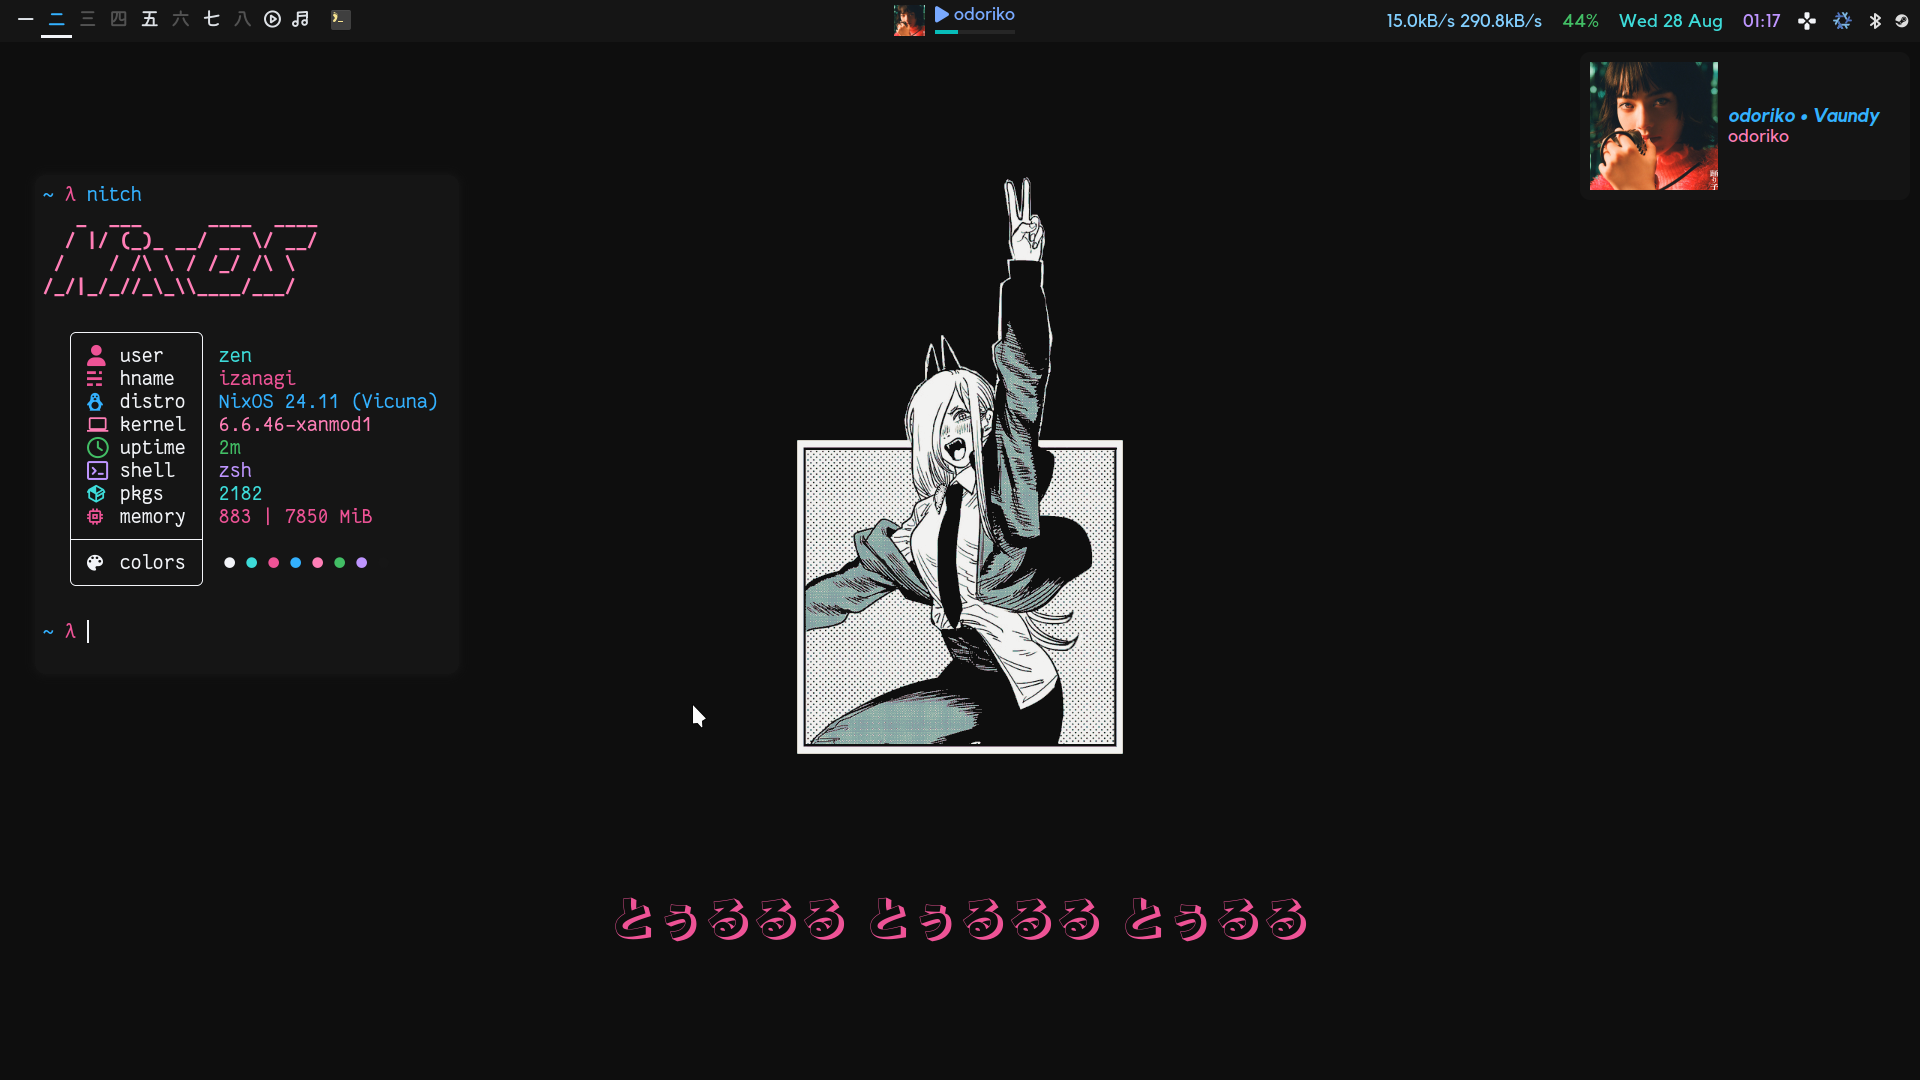 一 二 三 四 五 六 七 八
odoriko
15.0kB/s 290.8kB/s 44% Wed 28 Aug 01:17
odoriko • Vaundy
odoriko
踊り子
~ λ nitch
user zen
hname izanagi
distro NixOS 24.11 (Vicuna)
kernel 6.6.46-xanmod1
uptime 2m
shell zsh
pkgs 2182
memory 883 | 7850 MiB
colors
~ λ
とぅるるる とぅるるる とぅるる